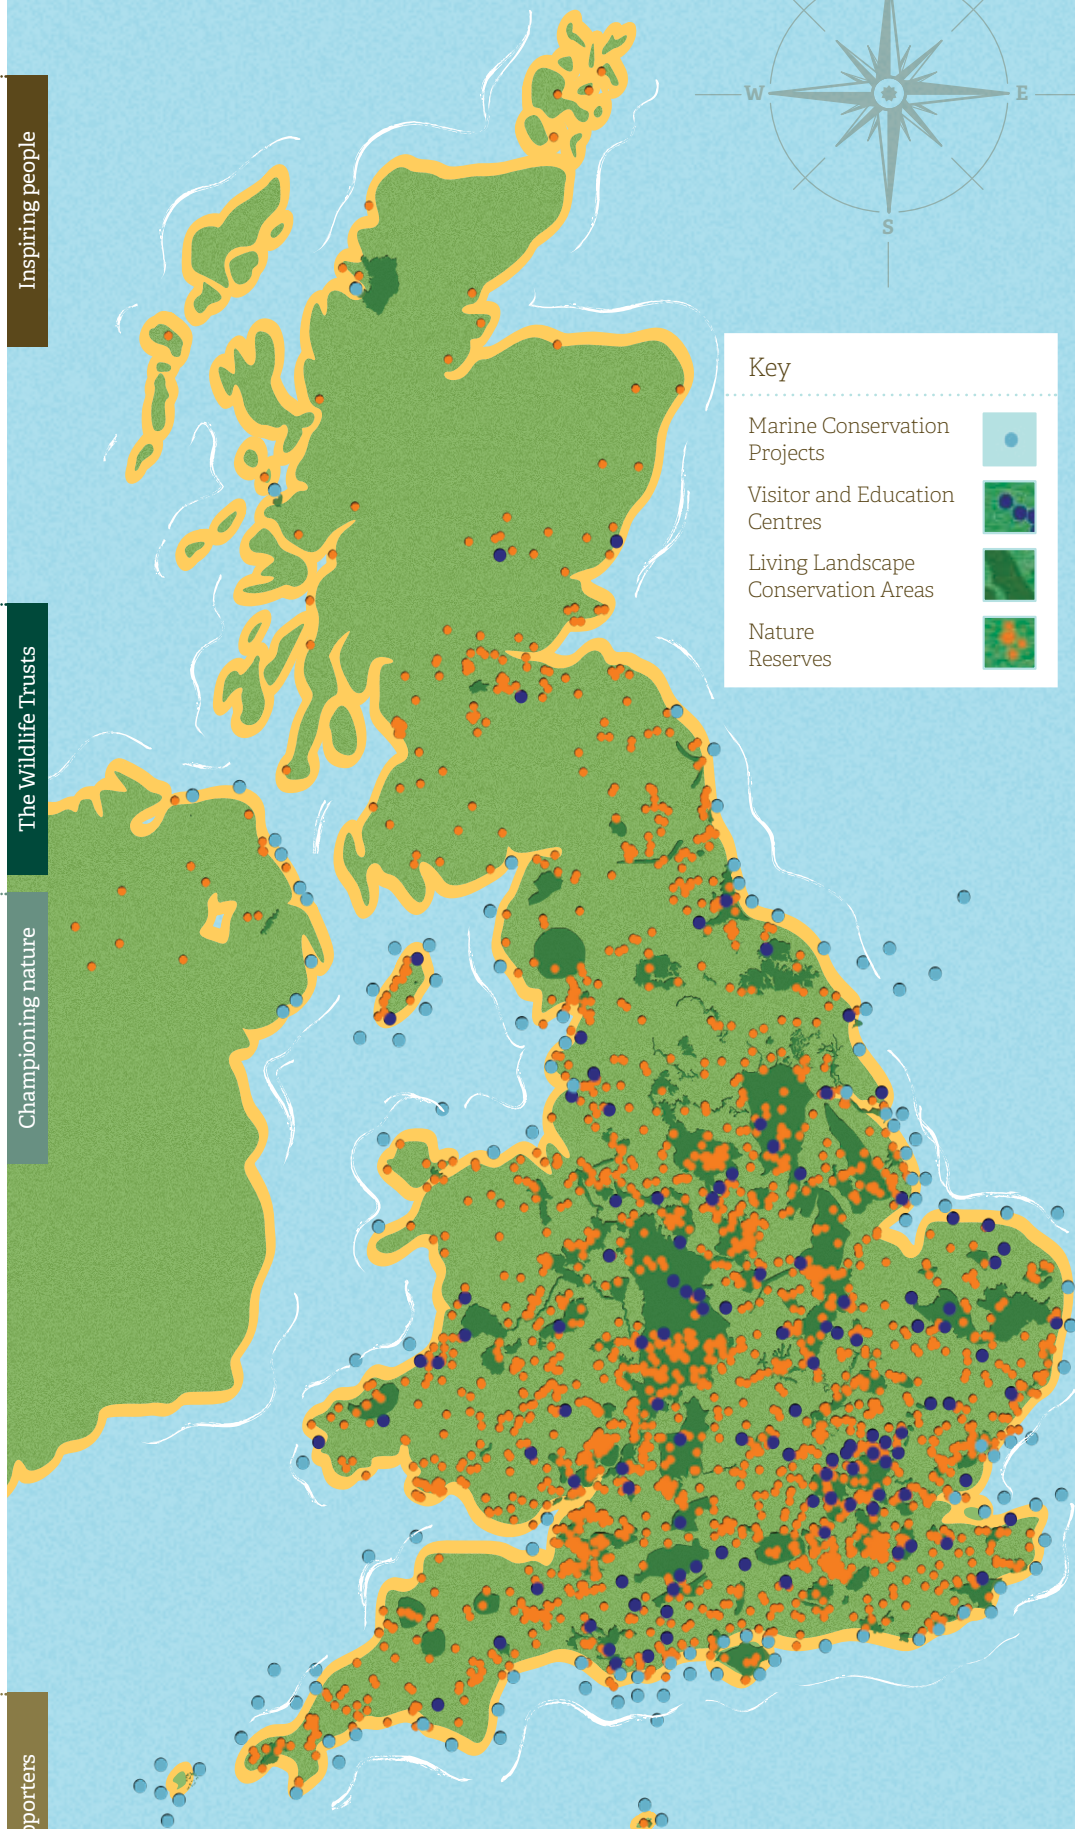 W
E
S
Inspiring people
The Wildlife Trusts
Championing nature
pporters
Key
Marine Conservation
Projects
Visitor and Education
Centres
Living Landscape
Conservation Areas
Nature
Reserves